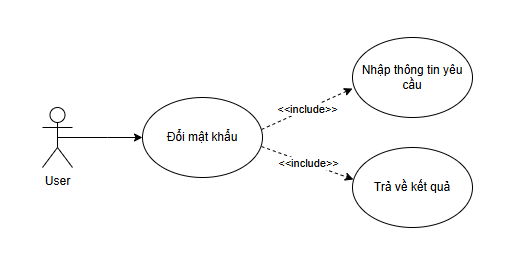 Nhập thông tin yêu
cầu
<<include>>
Đổi mật khẩu
<<include>>
User
Trả về kết quả